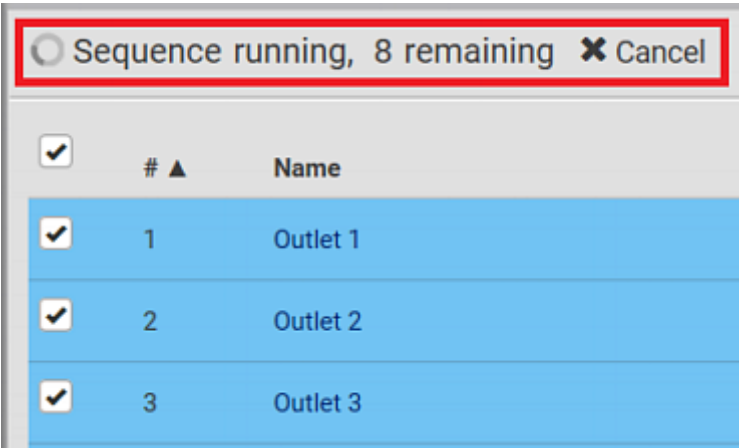 Sequence running, 8 remaining ✖ Cancel
# ▲ Name
1 Outlet 1
2 Outlet 2
3 Outlet 3